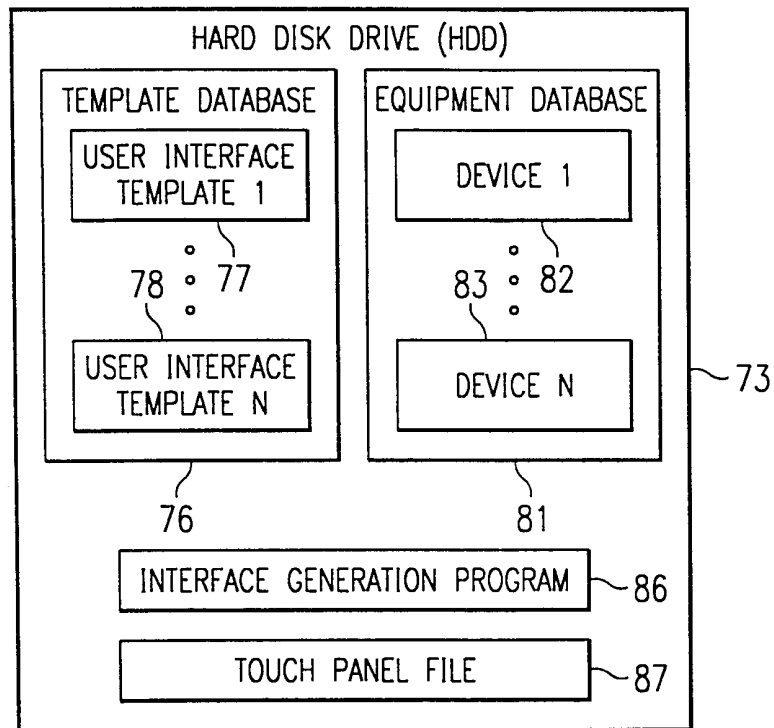 HARD DISK DRIVE (HDD)
TEMPLATE DATABASE
USER INTERFACE
TEMPLATE 1
77
78
USER INTERFACE
TEMPLATE N
76
EQUIPMENT DATABASE
DEVICE 1
82
83
DEVICE N
81
73
INTERFACE GENERATION PROGRAM
86
TOUCH PANEL FILE
87